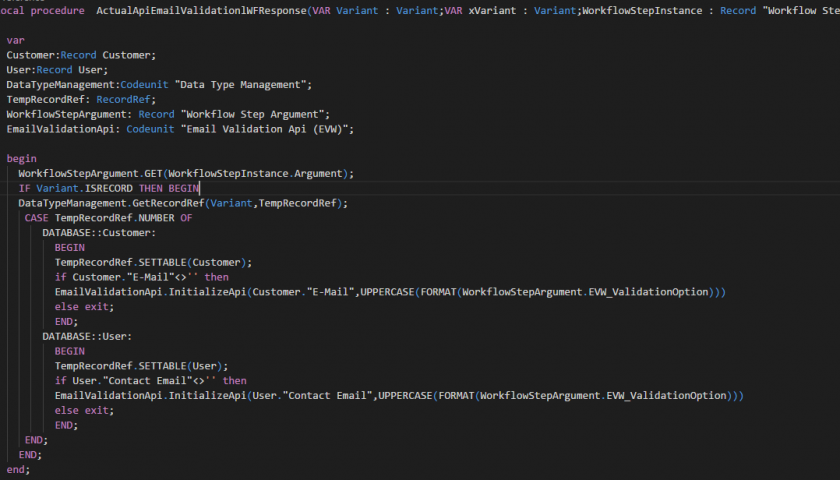 ocal procedure ActualApiEmailValidationlWFResponse(VAR Variant : Variant;VAR xVariant : Variant;WorkflowStepInstance : Record "Workflow Ste
var
Customer:Record Customer;
User:Record User;
DataTypeManagement:Codeunit "Data Type Management";
TempRecordRef: RecordRef;
WorkflowStepArgument: Record "Workflow Step Argument";
EmailValidationApi: Codeunit "Email Validation Api (EVW)";
begin
WorkflowStepArgument.GET(WorkflowStepInstance.Argument);
IF Variant.ISRECORD THEN BEGIN
DataTypeManagement.GetRecordRef(Variant,TempRecordRef);
CASE TempRecordRef.NUMBER OF
DATABASE::Customer:
BEGIN
TempRecordRef.SETTABLE(Customer);
if Customer."E-Mail"<>'' then
EmailValidationApi.InitializeApi(Customer."E-Mail",UPPERCASE(FORMAT(WorkflowStepArgument.EVW_ValidationOption)))
else exit;
END;
DATABASE::User:
BEGIN
TempRecordRef.SETTABLE(User);
if User."Contact Email"<>'' then
EmailValidationApi.InitializeApi(User."Contact Email",UPPERCASE(FORMAT(WorkflowStepArgument.EVW_ValidationOption)))
else exit;
END;
END;
END;
end;